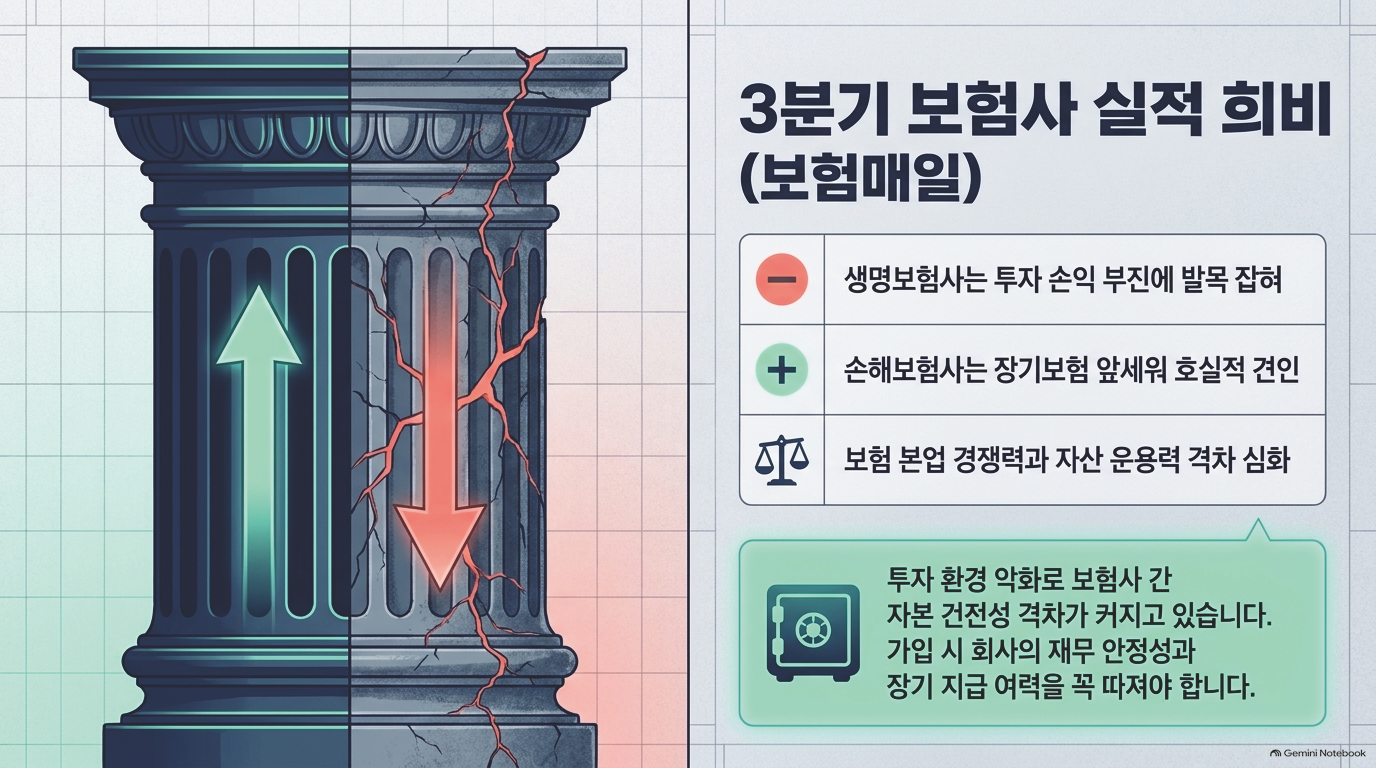 3분기 보험사 실적 희비
(보험매일)
생명보험사는 투자 손익 부진에 발목 잡혀
손해보험사는 장기보험 앞세워 호실적 견인
보험 본업 경쟁력과 자산 운용력 격차 심화
투자 환경 악화로 보험사 간
자본 건전성 격차가 커지고 있습니다.
가입 시 회사의 재무 안정성과
장기 지급 여력을 꼭 따져야 합니다.
Gemini Notebook